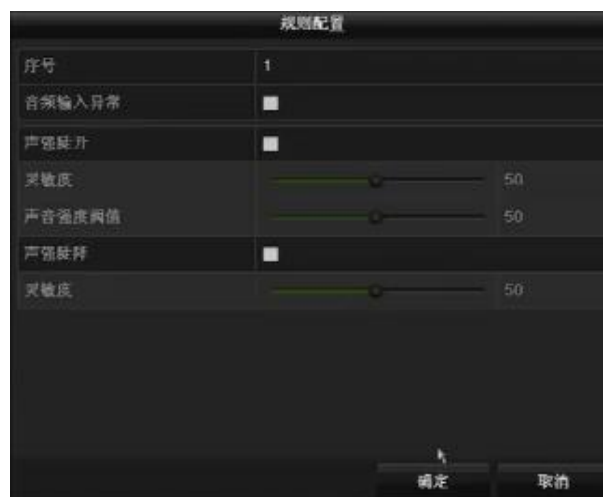 规则配置
序号 1
音频输入异常
声强陡升
灵敏度 50
声音强度阈值 50
声强陡降
灵敏度 50
确定 取消